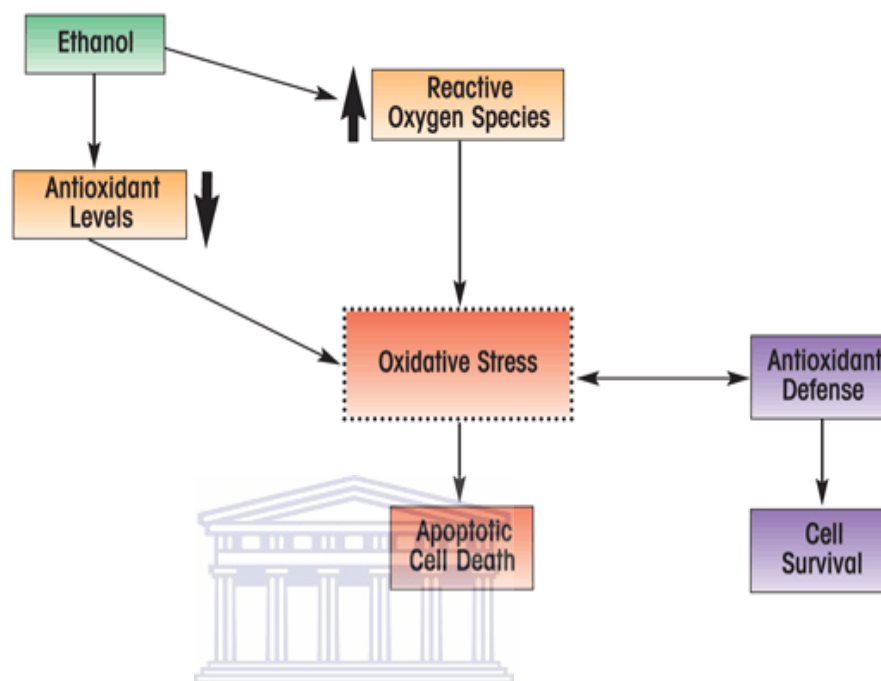 Ethanol
Reactive
Oxygen Species
Antioxidant
Levels
Oxidative Stress
Antioxidant
Defense
Apoptotic
Cell Death
Cell
Survival